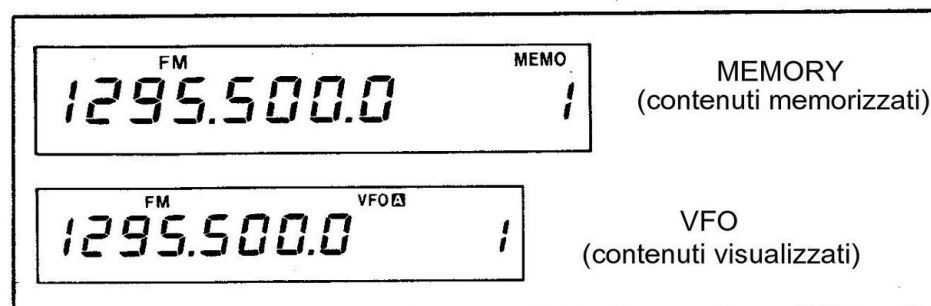 FM MEMO
1295.500.0 1
MEMORY
(contenuti memorizzati)
FM VFO A
1295.500.0 1
VFO
(contenuti visualizzati)